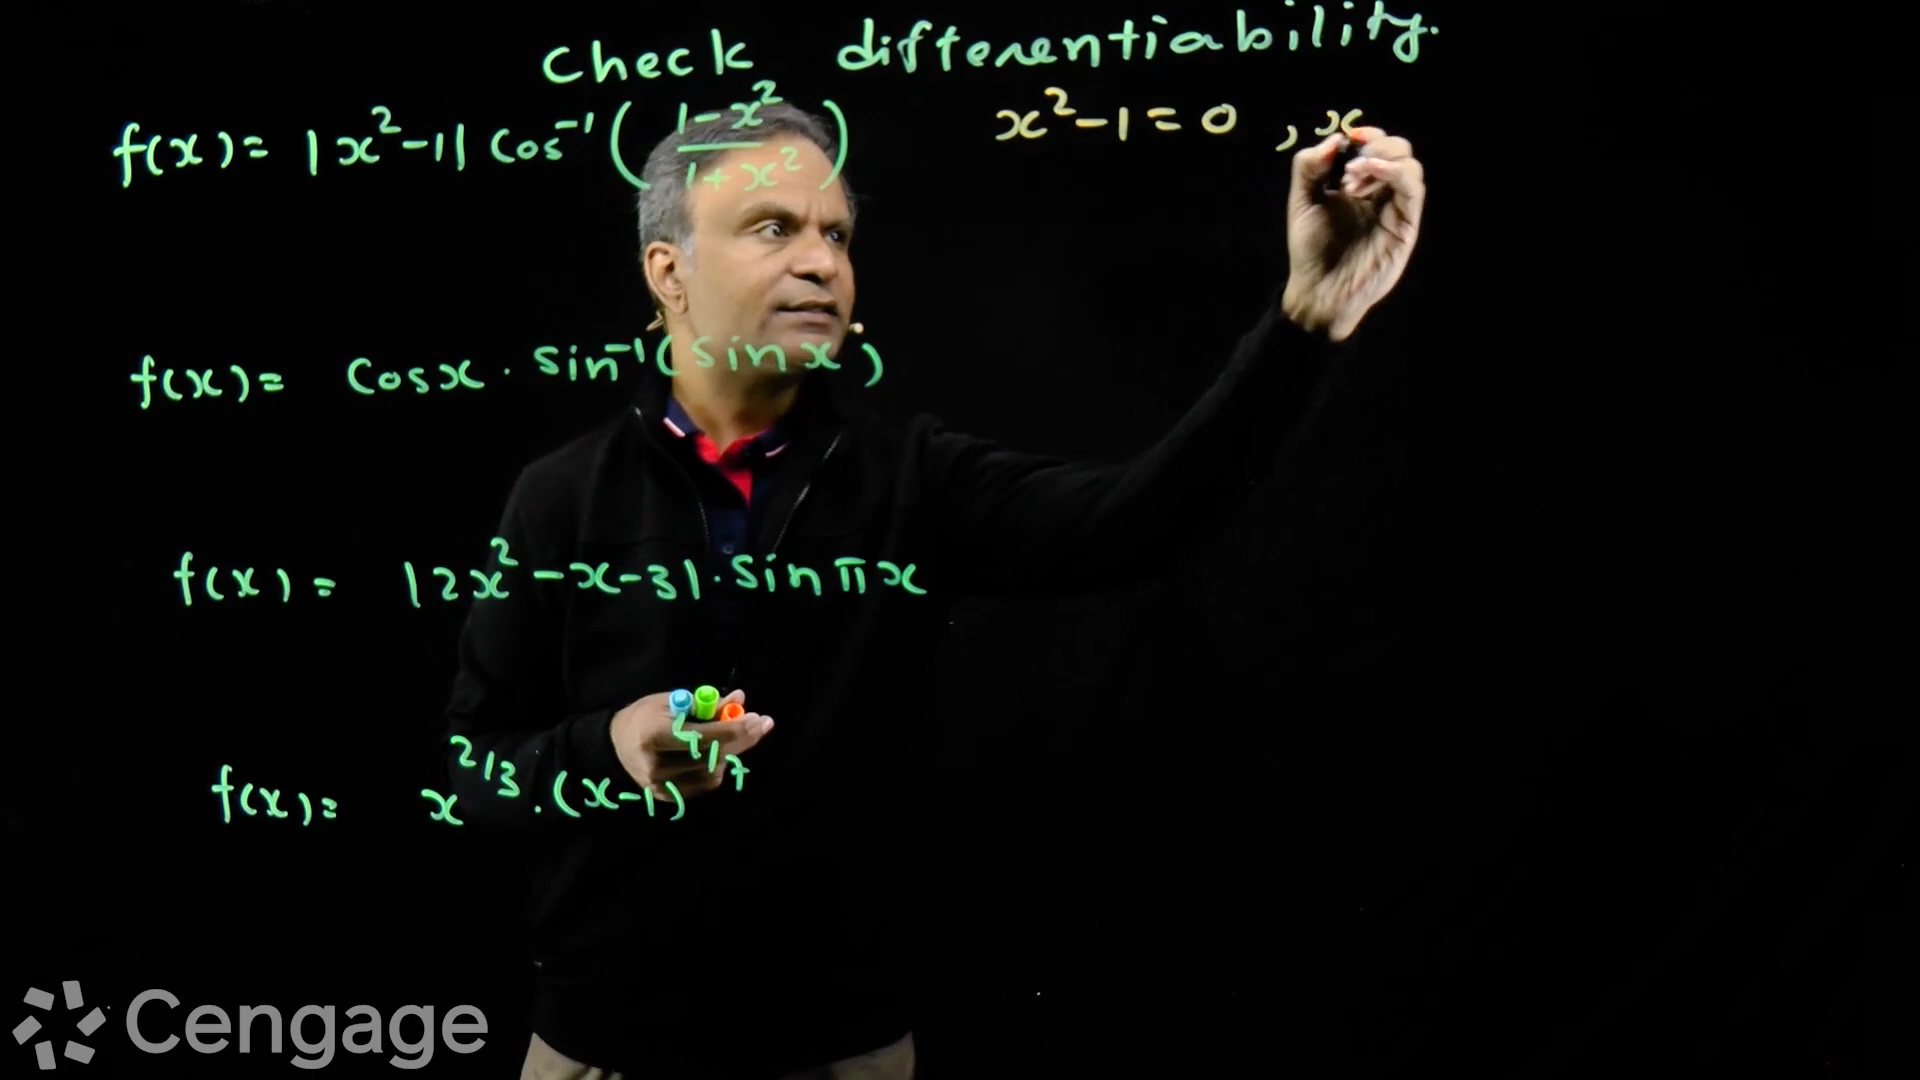 Check differentiability.
f(x) = |x²-1| Cos⁻¹((1-x²)/(1+x²))
x²-1 = 0 , x
f(x) = Cosx . Sin⁻¹(Sinx)
f(x) = |2x²-x-3| . Sin πx
f(x) = x^2/3 . (x-1)^4/7
Cengage